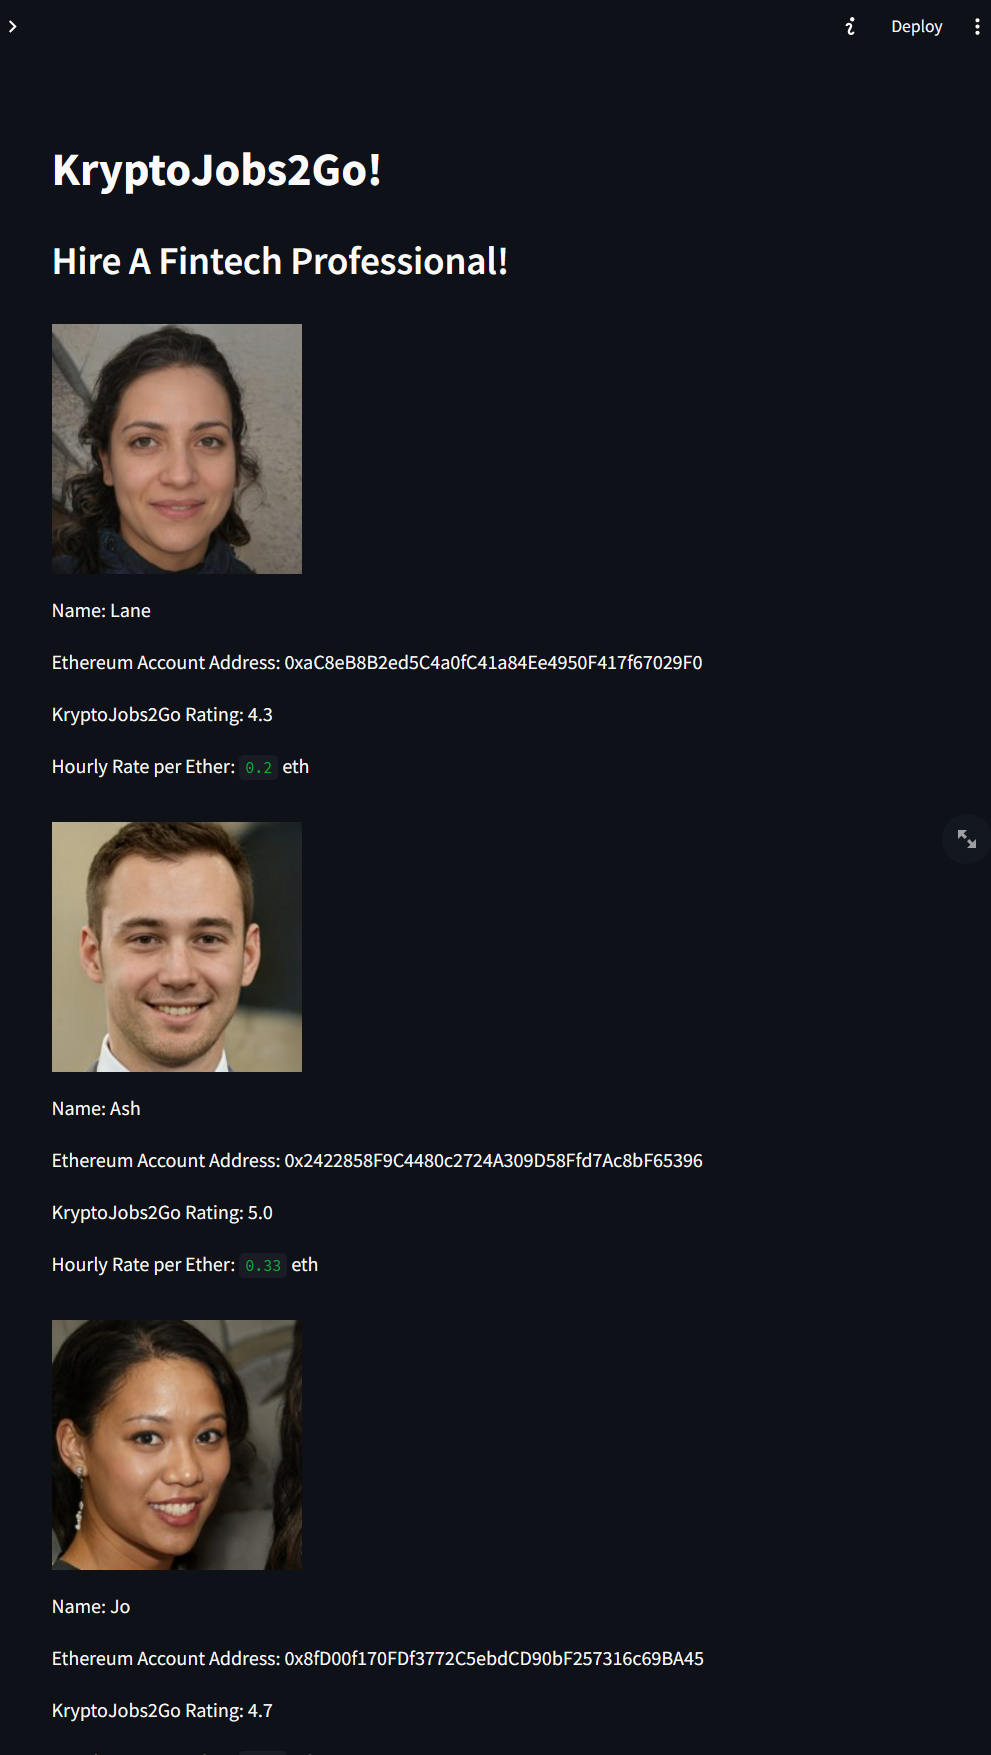 Deploy
KryptoJobs2Go!
Hire A Fintech Professional!
Name: Lane
Ethereum Account Address: 0xaC8eB8B2ed5C4a0fC41a84Ee4950F417f67029F0
KryptoJobs2Go Rating: 4.3
Hourly Rate per Ether: 0.2 eth
Name: Ash
Ethereum Account Address: 0x2422858F9C4480c2724A309D58Ffd7Ac8bF65396
KryptoJobs2Go Rating: 5.0
Hourly Rate per Ether: 0.33 eth
Name: Jo
Ethereum Account Address: 0x8fD00f170FDf3772C5ebdCD90bF257316c69BA45
KryptoJobs2Go Rating: 4.7